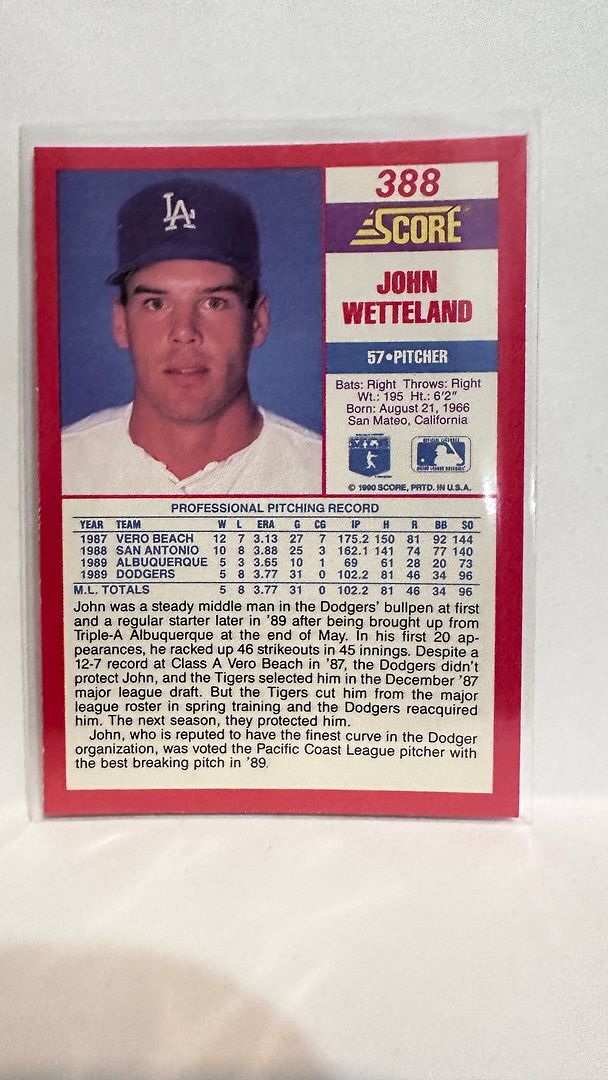 LA
388
SCORE
JOHN
WETTELAND
57•PITCHER
Bats: Right Throws: Right
Wt.: 195 Ht.: 6'2"
Born: August 21, 1966
San Mateo, California
© 1990 SCORE, PRTD. IN U.S.A.
PROFESSIONAL PITCHING RECORD
YEAR TEAM W L ERA G CG IP H R BB SO
1987 VERO BEACH 12 7 3.13 27 7 175.2 150 81 92 144
1988 SAN ANTONIO 10 8 3.88 25 3 162.1 141 74 77 140
1989 ALBUQUERQUE 5 3 3.65 10 1 69 61 28 20 73
1989 DODGERS 5 8 3.77 31 0 102.2 81 46 34 96
M.L. TOTALS 5 8 3.77 31 0 102.2 81 46 34 96
John was a steady middle man in the Dodgers' bullpen at first
and a regular starter later in '89 after being brought up from
Triple-A Albuquerque at the end of May. In his first 20 ap-
pearances, he racked up 46 strikeouts in 45 innings. Despite a
12-7 record at Class A Vero Beach in '87, the Dodgers didn't
protect John, and the Tigers selected him in the December '87
major league draft. But the Tigers cut him from the major
league roster in spring training and the Dodgers reacquired
him. The next season, they protected him.
John, who is reputed to have the finest curve in the Dodger
organization, was voted the Pacific Coast League pitcher with
the best breaking pitch in '89.